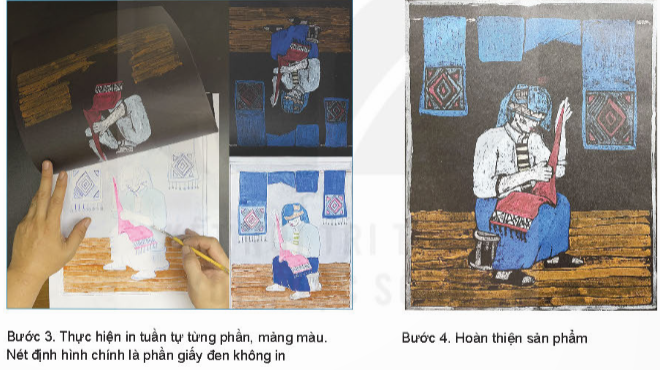 Bước 3. Thực hiện in tuần tự từng phần, mảng màu.
Nét định hình chính là phần giấy đen không in
Bước 4. Hoàn thiện sản phẩm